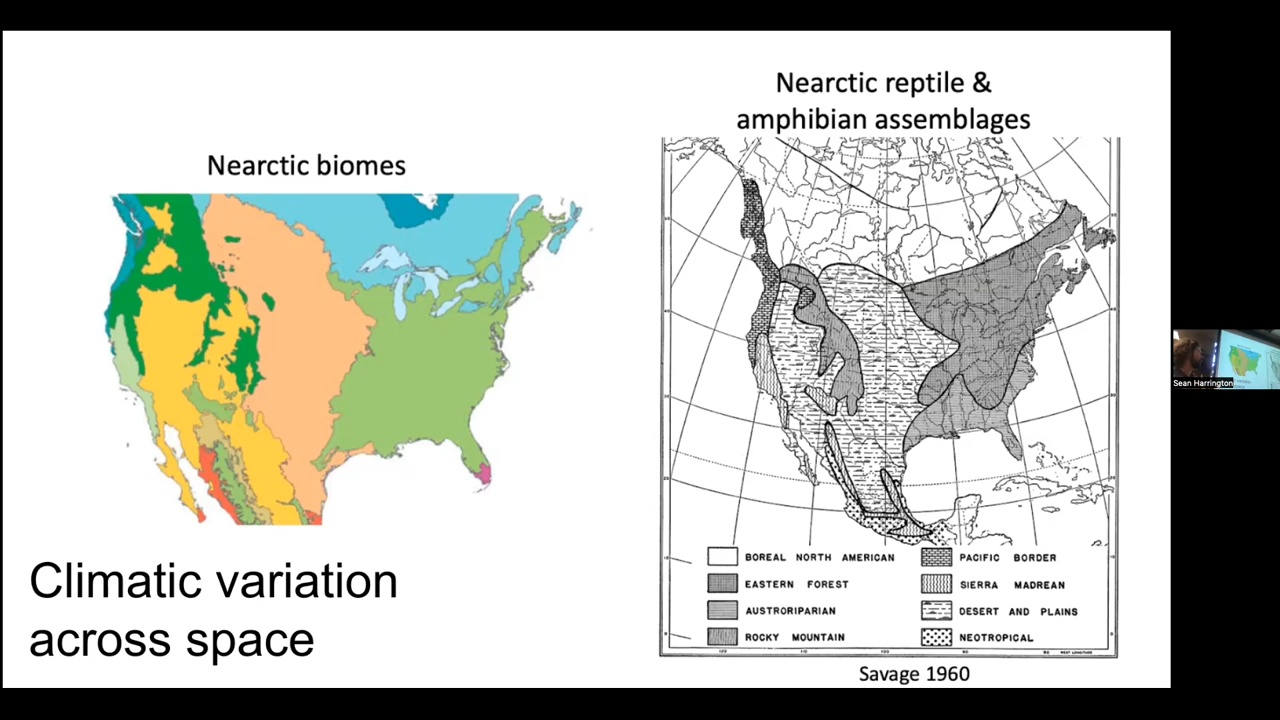 Nearctic reptile &
amphibian assemblages
Nearctic biomes
Climatic variation
across space
BOREAL NORTH AMERICAN
EASTERN FOREST
AUSTRORIPARIAN
ROCKY MOUNTAIN
PACIFIC BORDER
SIERRA MADREAN
DESERT AND PLAINS
NEOTROPICAL
Savage 1960
Sean Harrington